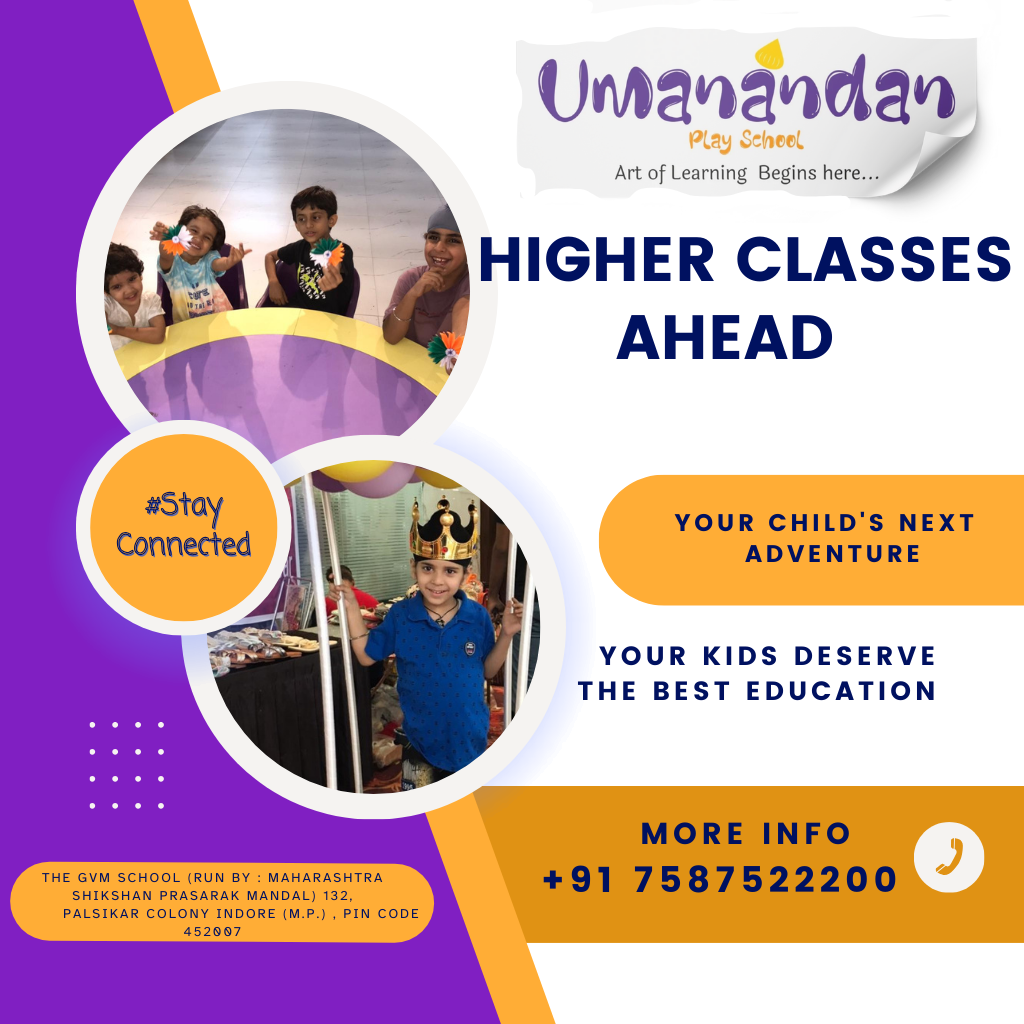 Umanandan
Play School
Art of Learning Begins here...
HIGHER CLASSES
AHEAD
#Stay
Connected
YOUR CHILD'S NEXT
ADVENTURE
YOUR KIDS DESERVE
THE BEST EDUCATION
MORE INFO
+91 7587522200
THE GVM SCHOOL (RUN BY : MAHARASHTRA
SHIKSHAN PRASARAK MANDAL) 132,
PALSIKAR COLONY INDORE (M.P.) , PIN CODE
452007